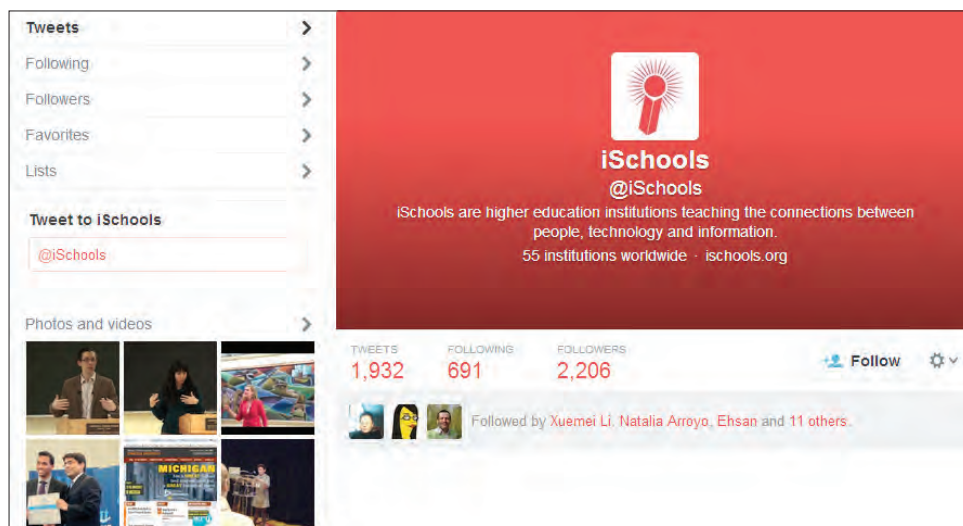 Tweets
Following
Followers
Favorites
Lists
Tweet to iSchools
@iSchools
Photos and videos
iSchools
@iSchools
iSchools are higher education institutions teaching the connections between
people, technology and information.
55 institutions worldwide · ischools.org
TWEETS FOLLOWING FOLLOWERS
1,932 691 2,206
Follow
Followed by Xuemei Li, Natalia Arroyo, Ehsan and 11 others.
MICHIGAN